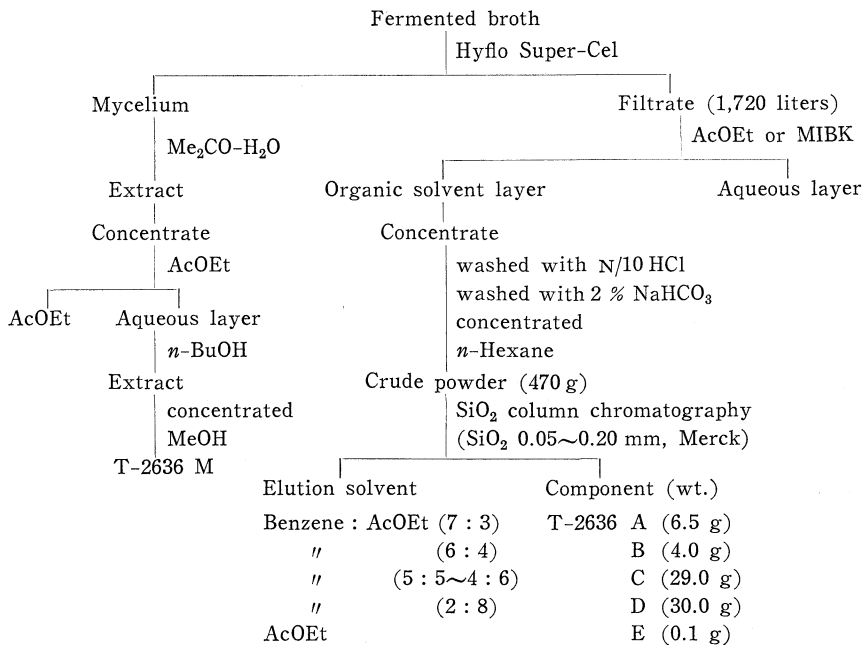 Fermented broth
Hyflo Super-Cel
Mycelium
Filtrate (1,720 liters)
Me₂CO-H₂O
AcOEt or MIBK
Extract
Organic solvent layer
Aqueous layer
Concentrate
Concentrate
AcOEt
washed with N/10 HCl
washed with 2 % NaHCO₃
AcOEt
Aqueous layer
concentrated
n-BuOH
n-Hexane
Extract
Crude powder (470 g)
concentrated
SiO₂ column chromatography
MeOH
(SiO₂ 0.05~0.20 mm, Merck)
T-2636 M
Elution solvent
Component (wt.)
Benzene : AcOEt (7 : 3) T-2636 A (6.5 g)
〃 (6 : 4) B (4.0 g)
〃 (5 : 5~4 : 6) C (29.0 g)
〃 (2 : 8) D (30.0 g)
AcOEt E (0.1 g)